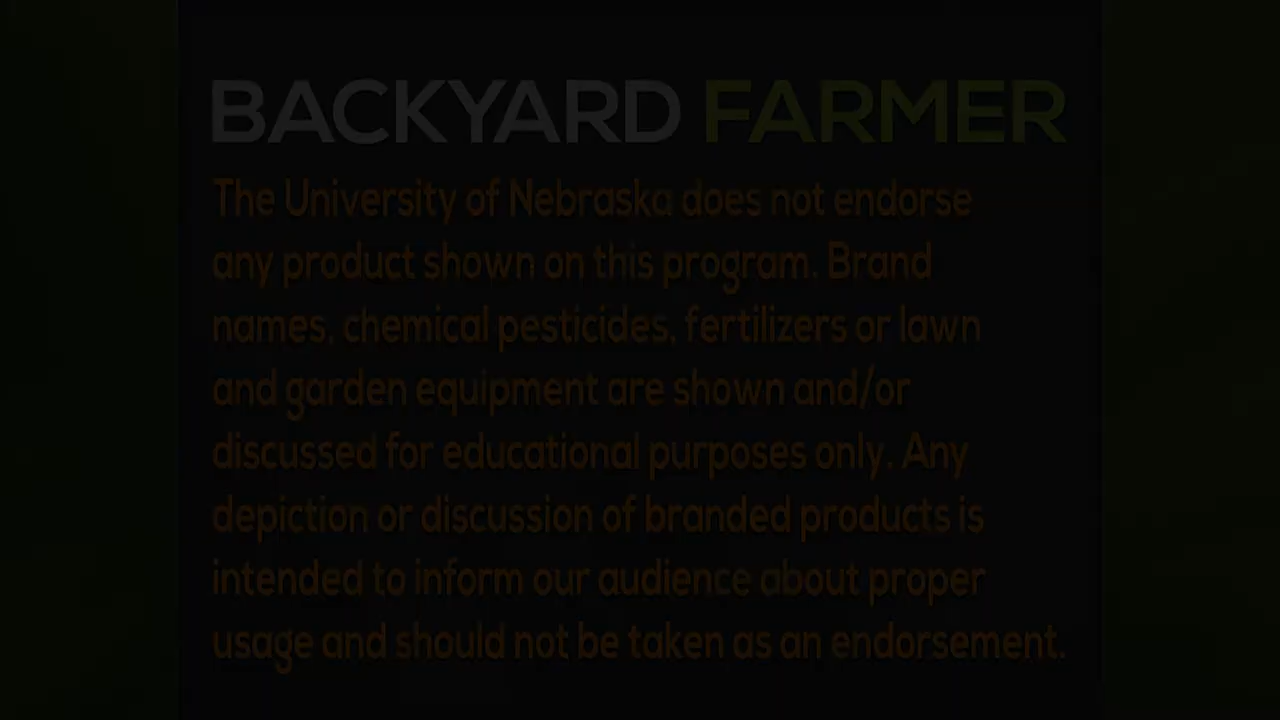 BACKYARD FARMER
The University of Nebraska does not endorse
any product shown on this program. Brand
names, chemical pesticides, fertilizers or lawn
and garden equipment are shown and/or
discussed for educational purposes only. Any
depiction or discussion of branded products is
intended to inform our audience about proper
usage and should not be taken as an endorsement.